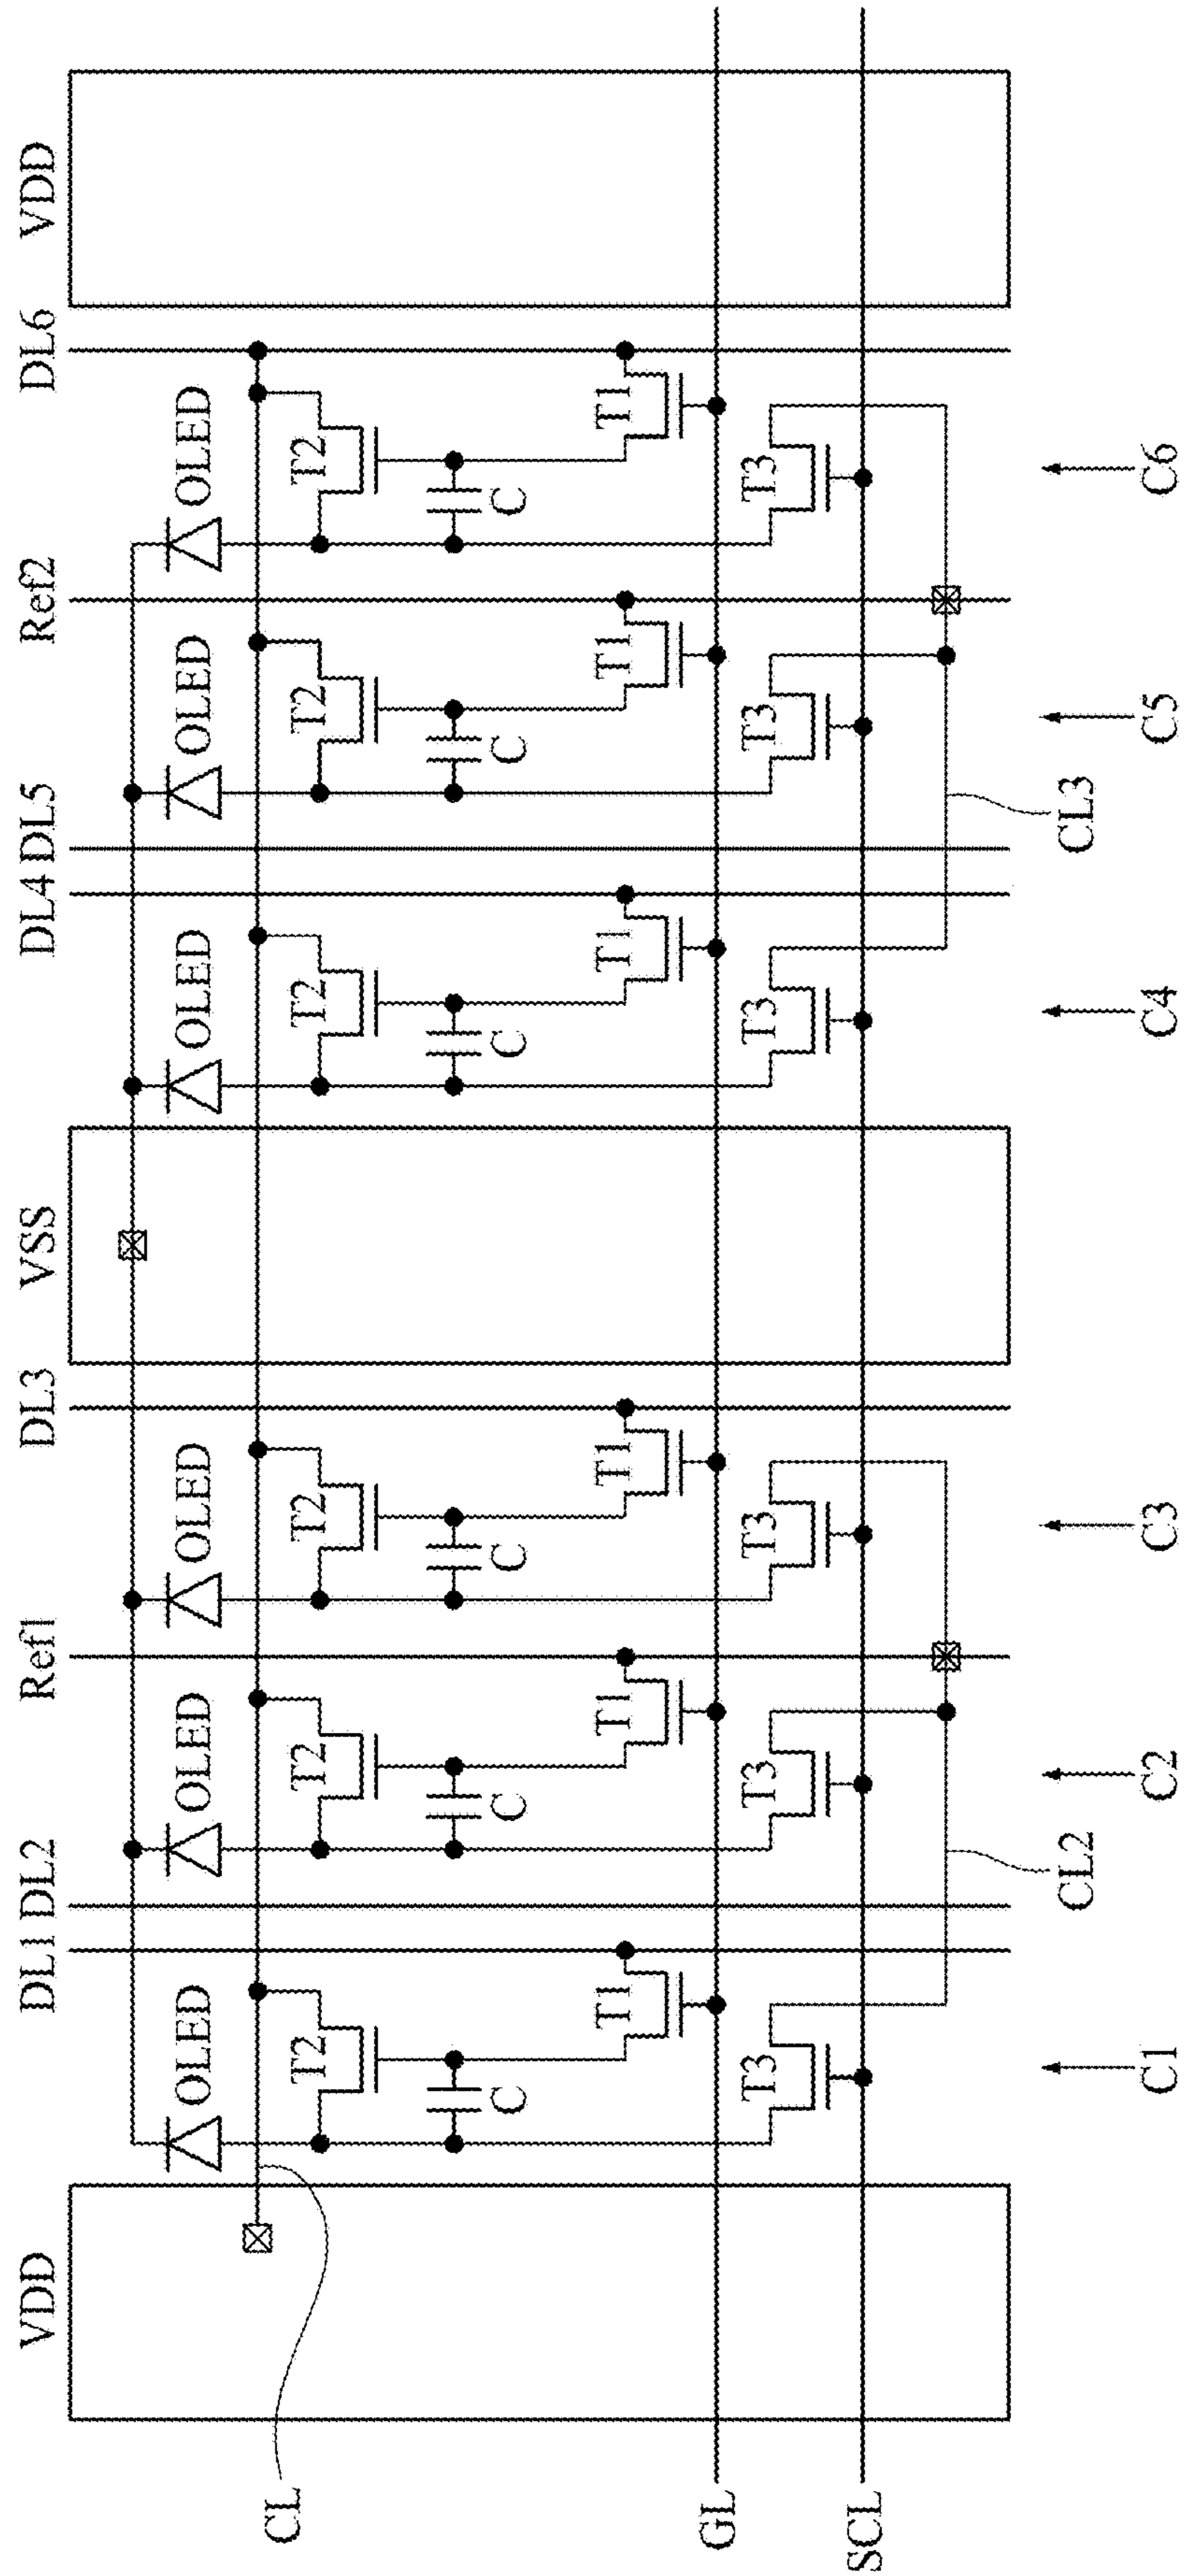 VDD
DL1
DL2
Ref1
DL3
VSS
DL4
DL5
Ref2
DL6
VDD
OLED
OLED
OLED
OLED
OLED
OLED
CL
T2
T2
T2
T2
T2
T2
C
C
C
C
C
C
T1
T1
T1
T1
T1
T1
GL
T3
T3
T3
T3
T3
T3
SCL
CL2
CL3
C1
C2
C3
C4
C5
C6